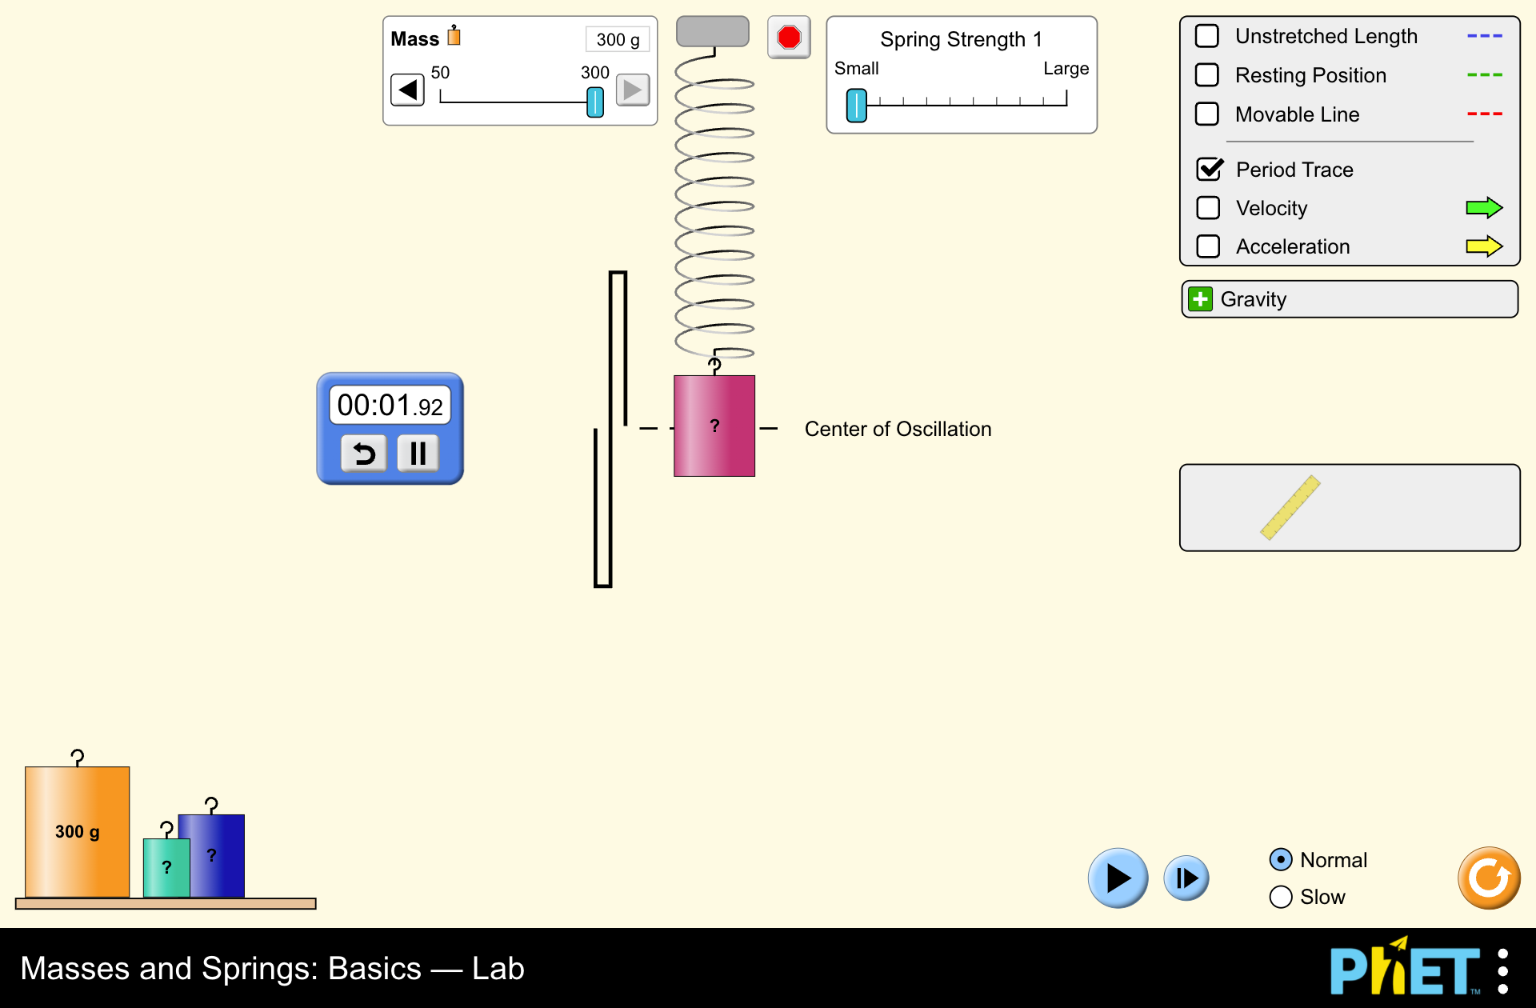 Mass 300 g
50 300
Spring Strength 1
Small Large
Unstretched Length
Resting Position
Movable Line
Period Trace
Velocity
Acceleration
Gravity
00:01.92
?
Center of Oscillation
300 g
?
?
Normal
Slow
Masses and Springs: Basics — Lab
PhET™